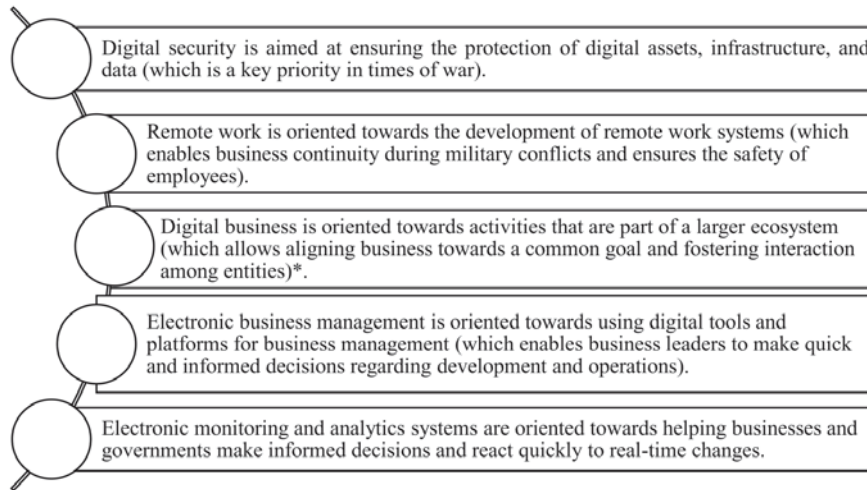 Digital security is aimed at ensuring the protection of digital assets, infrastructure, and
data (which is a key priority in times of war).
Remote work is oriented towards the development of remote work systems (which
enables business continuity during military conflicts and ensures the safety of
employees).
Digital business is oriented towards activities that are part of a larger ecosystem
(which allows aligning business towards a common goal and fostering interaction
among entities)*.
Electronic business management is oriented towards using digital tools and
platforms for business management (which enables business leaders to make quick
and informed decisions regarding development and operations).
Electronic monitoring and analytics systems are oriented towards helping businesses and
governments make informed decisions and react quickly to real-time changes.